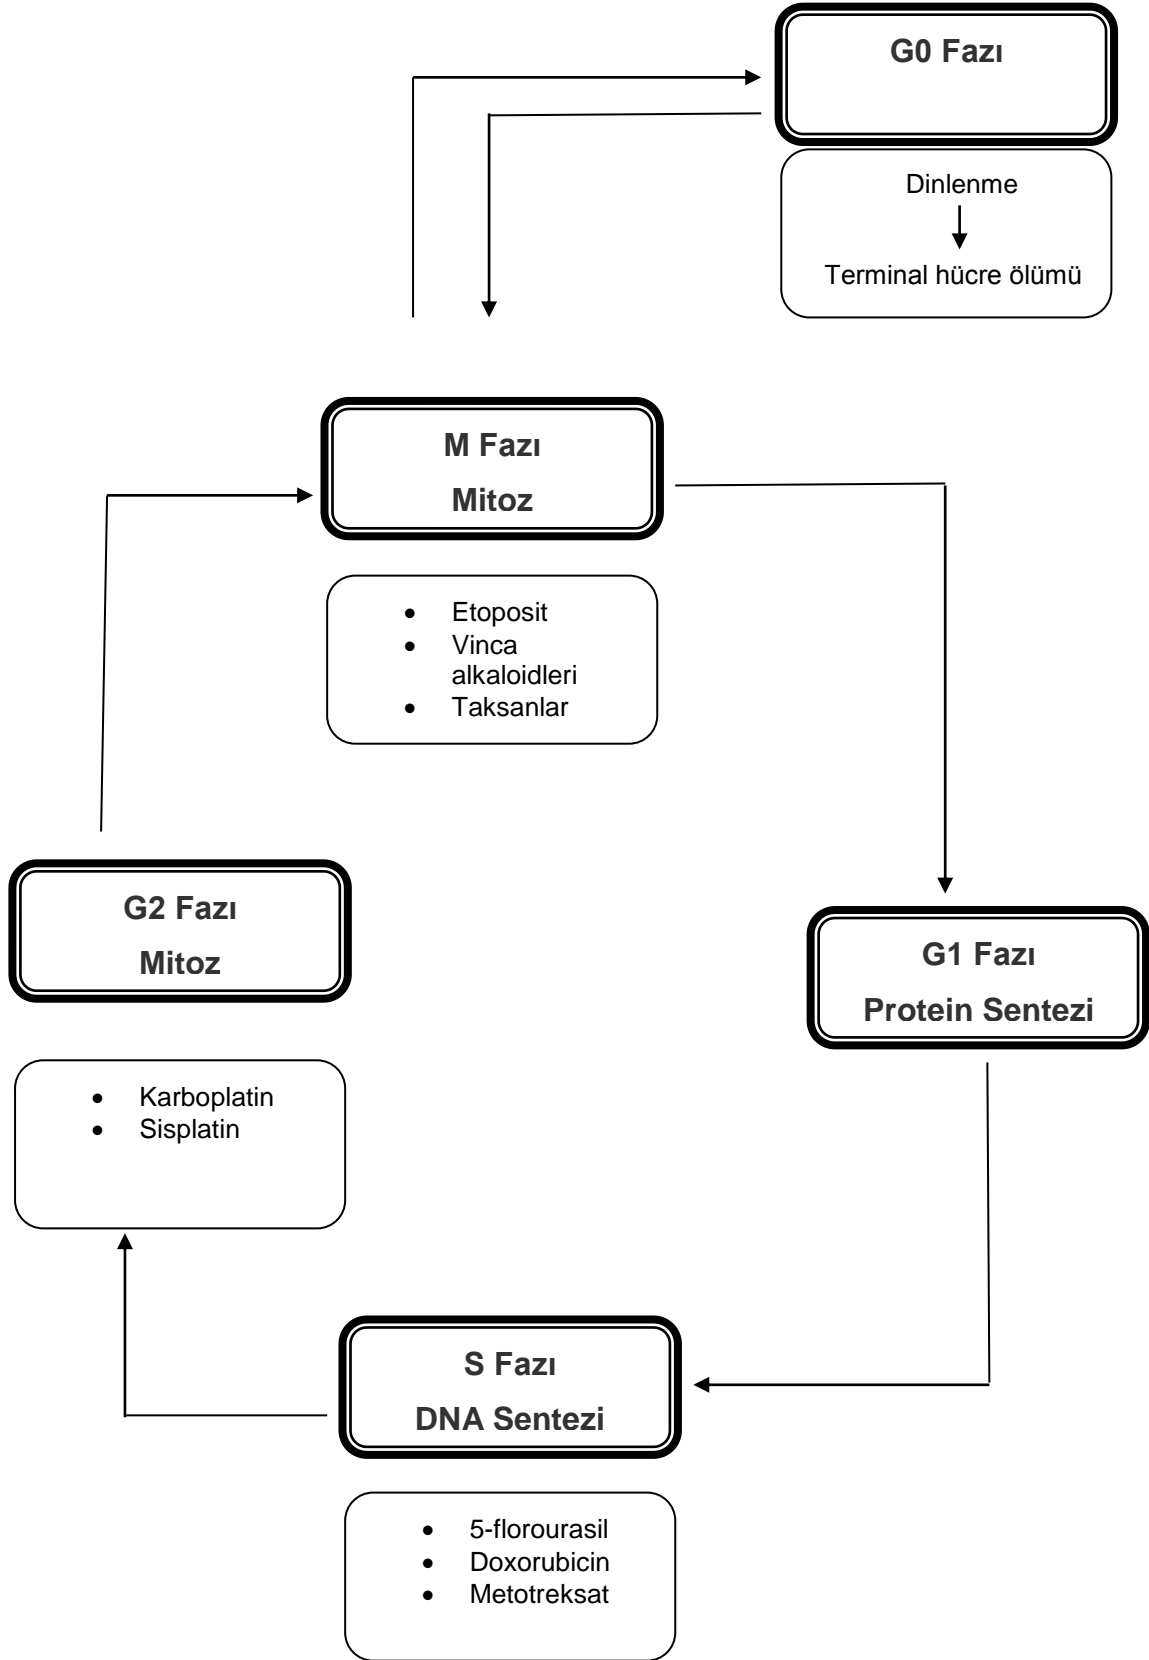 G0 Fazı
Dinlenme
Terminal hücre ölümü
M Fazı
Mitoz
• Etoposit
• Vinca
alkaloidleri
• Taksanlar
G2 Fazı
Mitoz
G1 Fazı
Protein Sentezi
• Karboplatin
• Sisplatin
S Fazı
DNA Sentezi
• 5-florourasil
• Doxorubicin
• Metotreksat